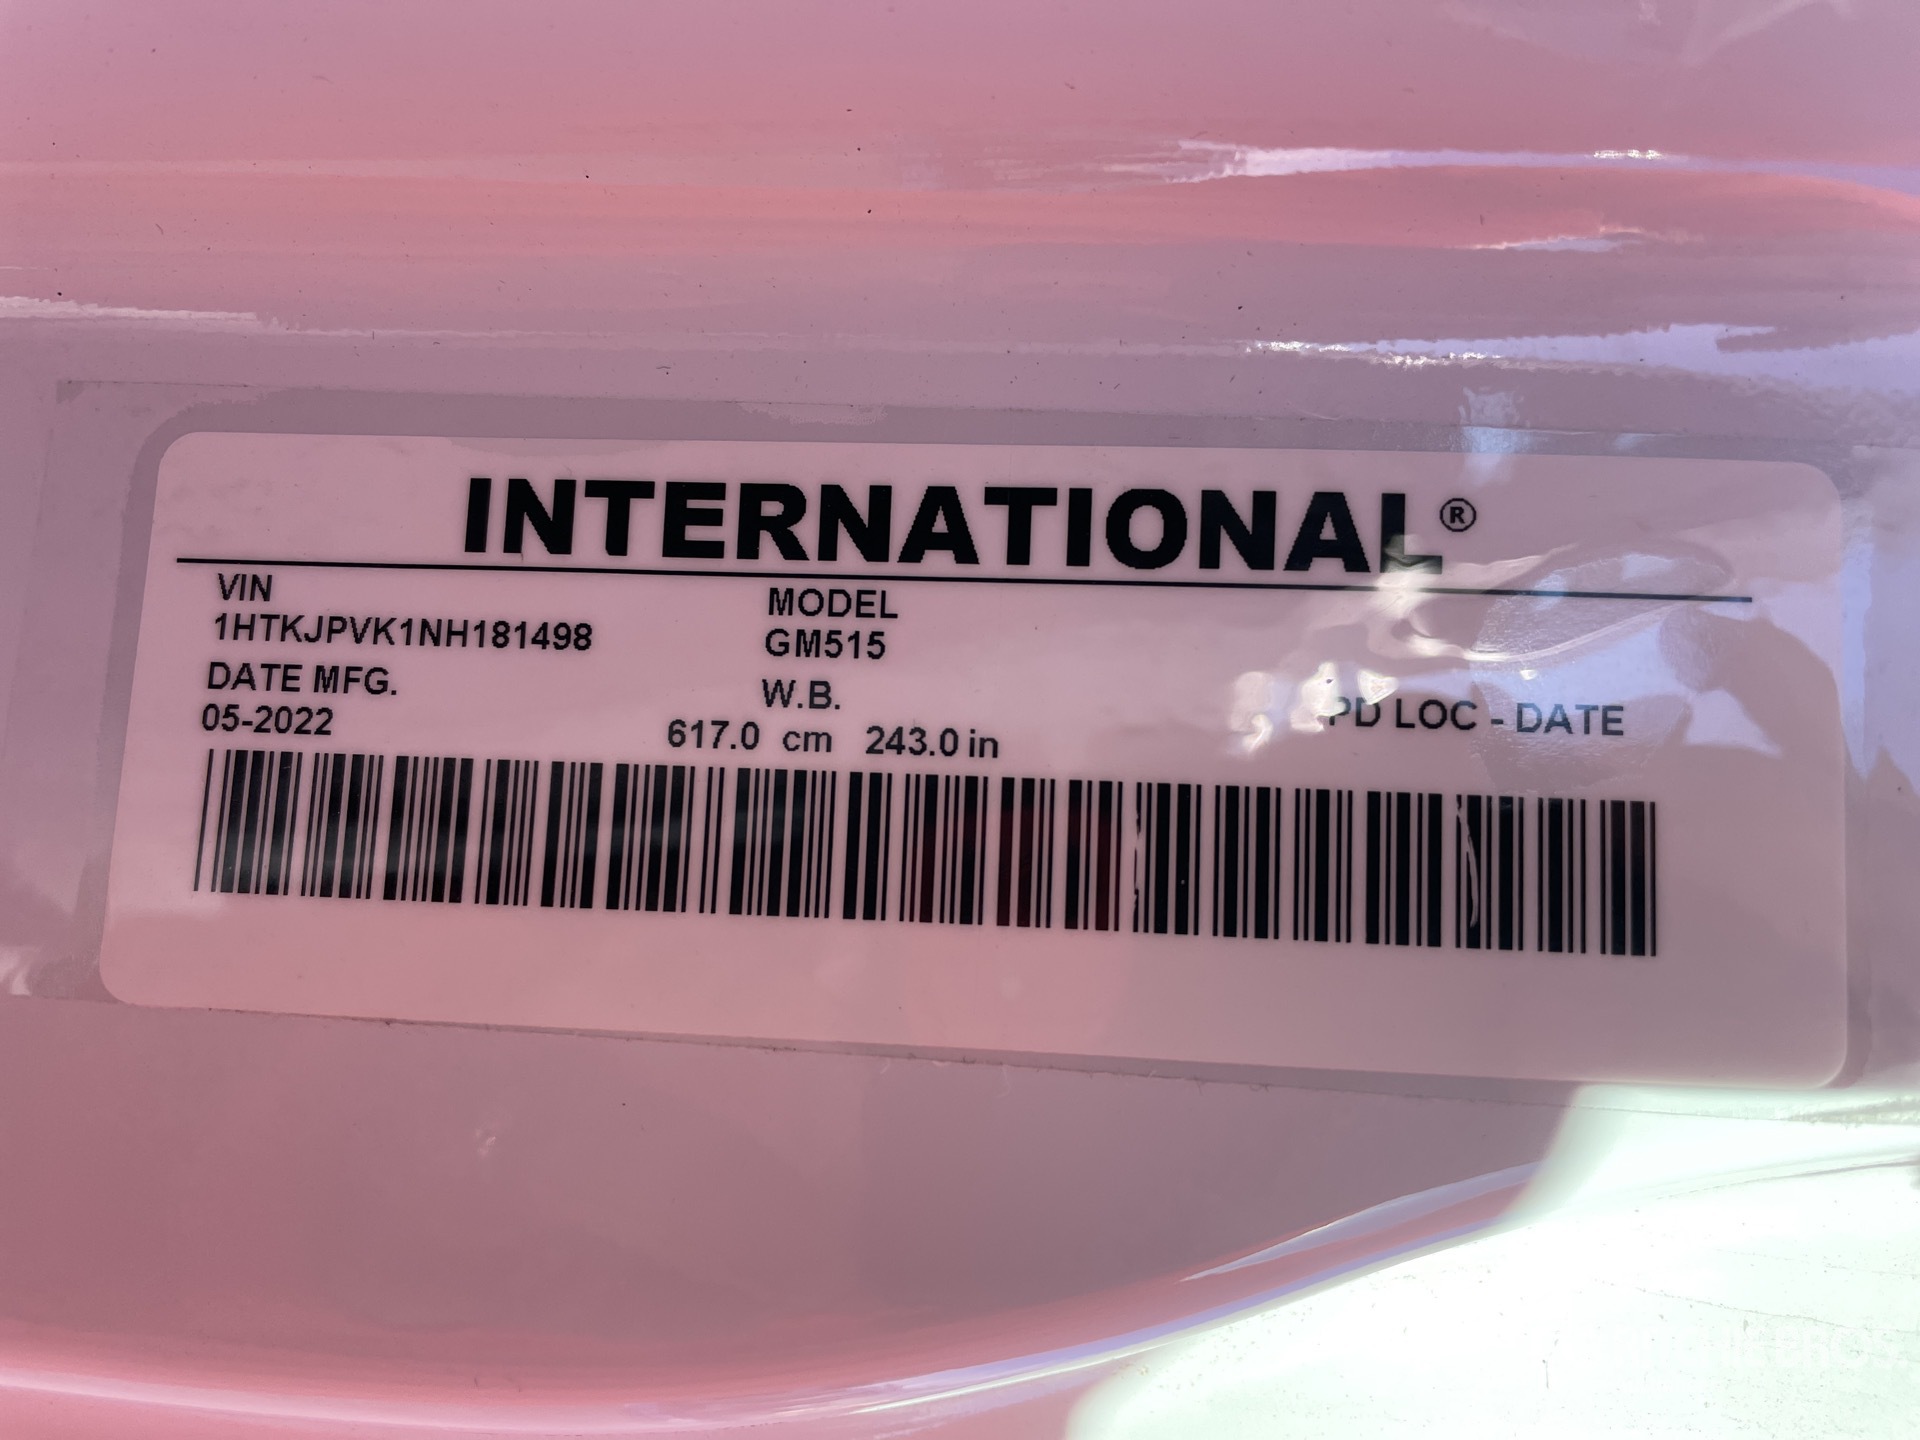 INTERNATIONAL®
VIN
1HTKJPVK1NH181498
MODEL
GM515
DATE MFG.
05-2022
W.B.
617.0 cm 243.0 in
PD LOC - DATE